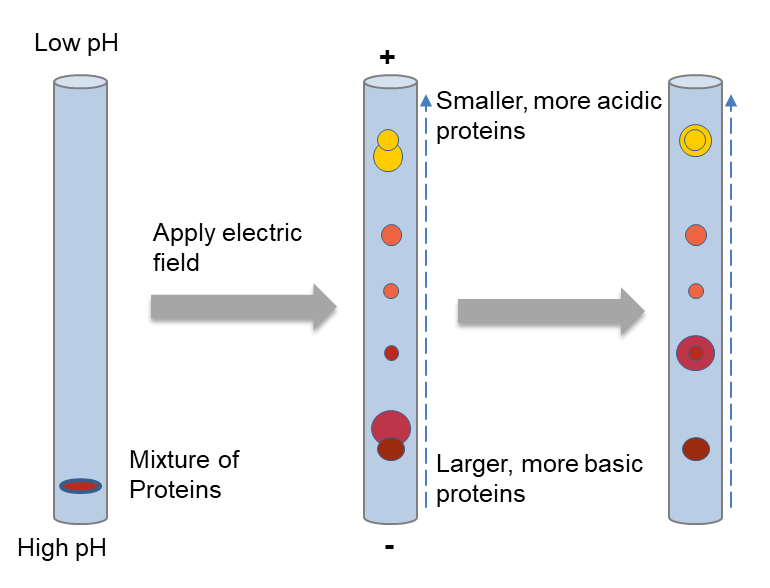 Low pH
+
Smaller, more acidic
proteins
Apply electric
field
Mixture of
Proteins
Larger, more basic
proteins
High pH
-